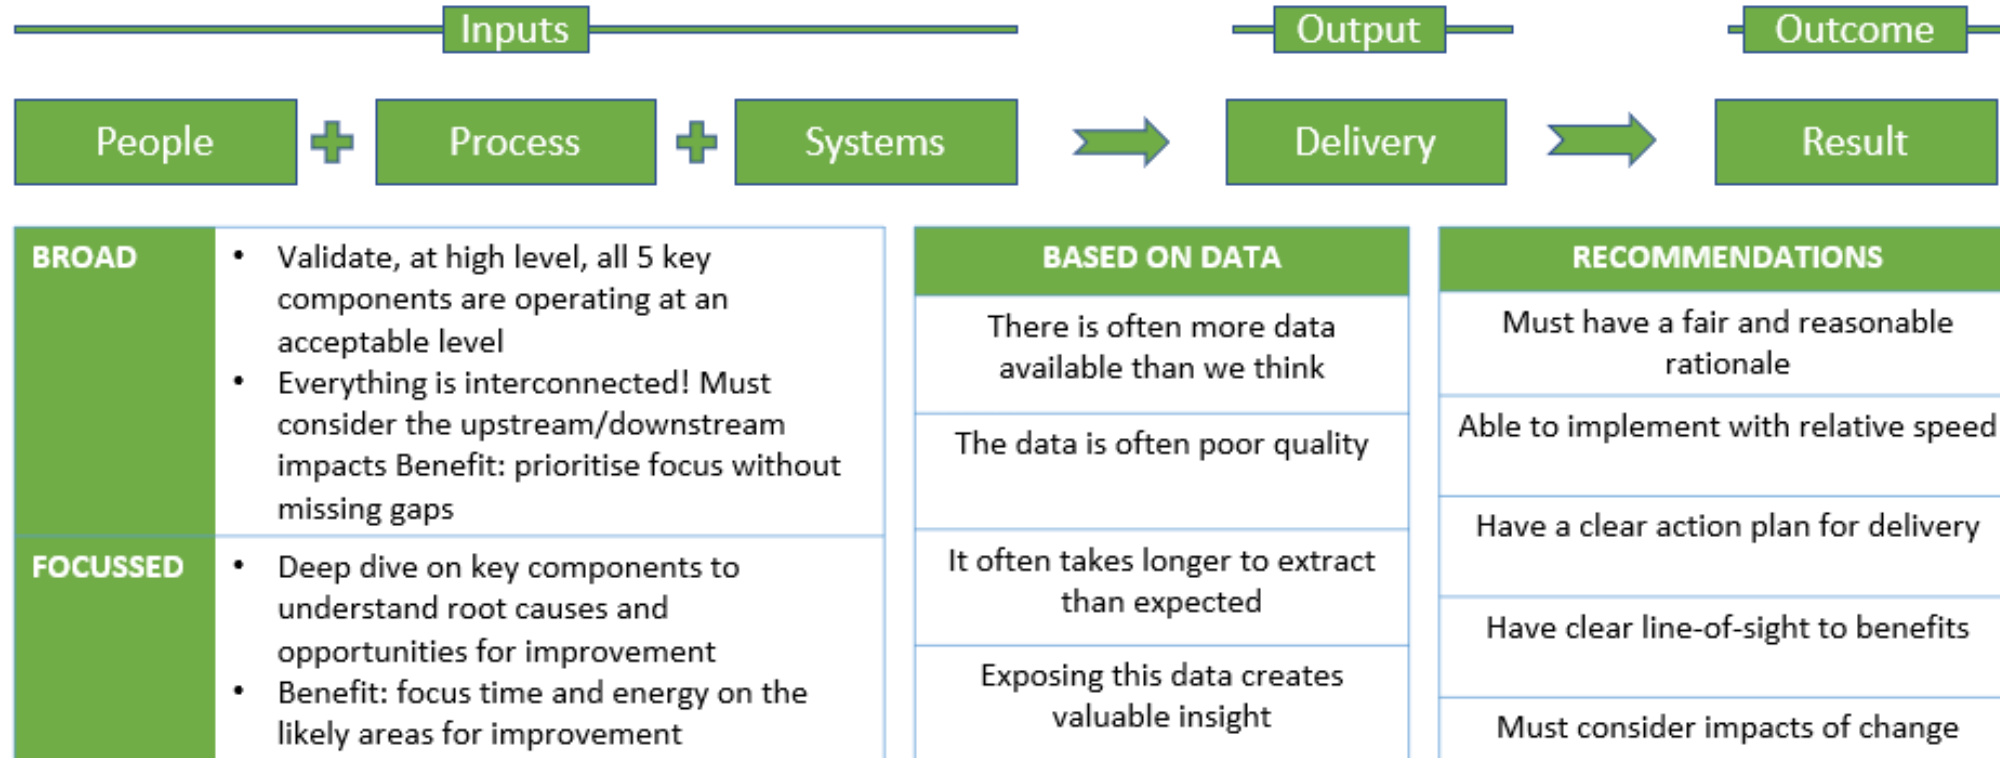 Inputs
Output
Outcome
People
Process
Systems
Delivery
Result
BROAD
• Validate, at high level, all 5 key
components are operating at an
acceptable level
• Everything is interconnected! Must
consider the upstream/downstream
impacts Benefit: prioritise focus without
missing gaps
FOCUSSED
• Deep dive on key components to
understand root causes and
opportunities for improvement
• Benefit: focus time and energy on the
likely areas for improvement
BASED ON DATA
There is often more data
available than we think
The data is often poor quality
It often takes longer to extract
than expected
Exposing this data creates
valuable insight
RECOMMENDATIONS
Must have a fair and reasonable
rationale
Able to implement with relative speed
Have a clear action plan for delivery
Have clear line-of-sight to benefits
Must consider impacts of change